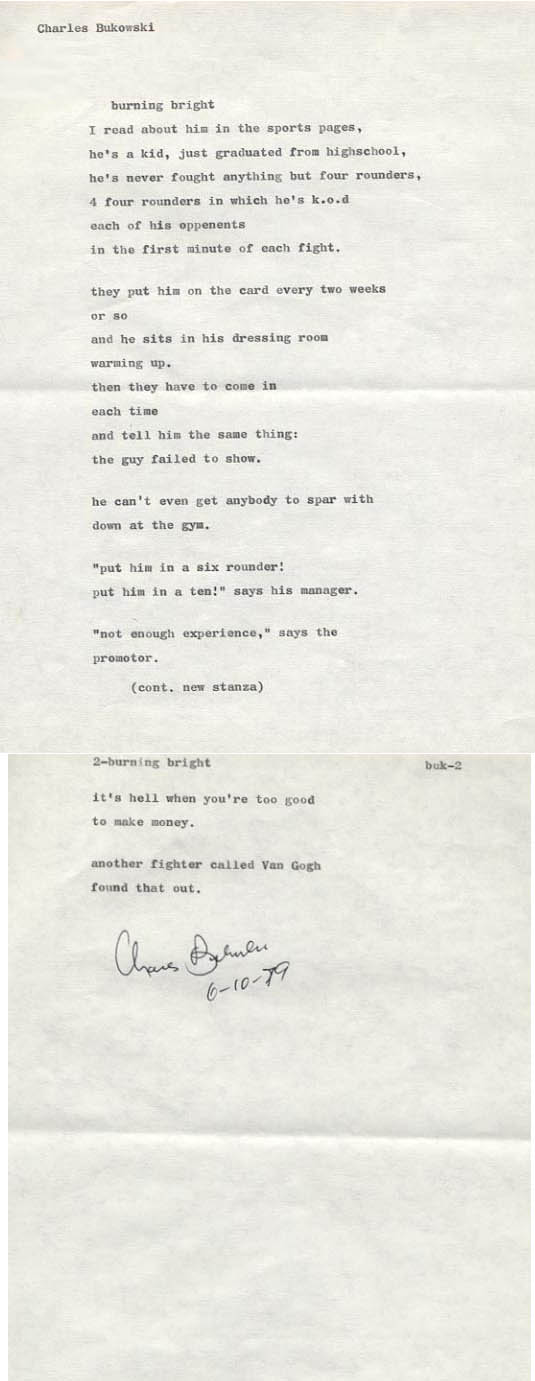 Charles Bukowski
burning bright
I read about him in the sports pages,
he's a kid, just graduated from highschool,
he's never fought anything but four rounders,
4 four rounders in which he's k.o.d
each of his oppenents
in the first minute of each fight.
they put him on the card every two weeks
or so
and he sits in his dressing room
warming up.
then they have to come in
each time
and tell him the same thing:
the guy failed to show.
he can't even get anybody to spar with
down at the gym.
"put him in a six rounder!
put him in a ten!" says his manager.
"not enough experience," says the
promotor.
(cont. new stanza)
2-burning bright buk-2
it's hell when you're too good
to make money.
another fighter called Van Gogh
found that out.
Charles Bukowski
6-10-79